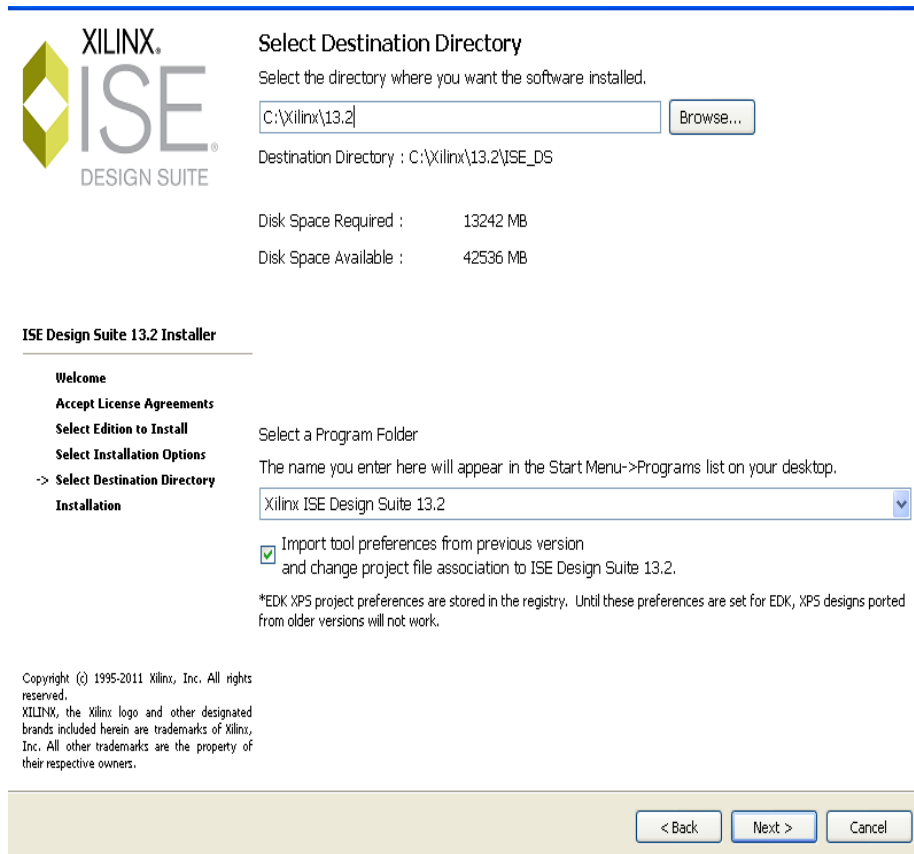 XILINX®
ISE®
DESIGN SUITE
Select Destination Directory
Select the directory where you want the software installed.
C:\Xilinx\13.2
Browse...
Destination Directory : C:\Xilinx\13.2\ISE_DS
Disk Space Required : 13242 MB
Disk Space Available : 42536 MB
ISE Design Suite 13.2 Installer
Welcome
Accept License Agreements
Select Edition to Install
Select Installation Options
-> Select Destination Directory
Installation
Select a Program Folder
The name you enter here will appear in the Start Menu->Programs list on your desktop.
Xilinx ISE Design Suite 13.2
Import tool preferences from previous version
and change project file association to ISE Design Suite 13.2.
*EDK XPS project preferences are stored in the registry. Until these preferences are set for EDK, XPS designs ported
from older versions will not work.
Copyright (c) 1995-2011 Xilinx, Inc. All rights
reserved.
XILINX, the Xilinx logo and other designated
brands included herein are trademarks of Xilinx,
Inc. All other trademarks are the property of
their respective owners.
< Back
Next >
Cancel